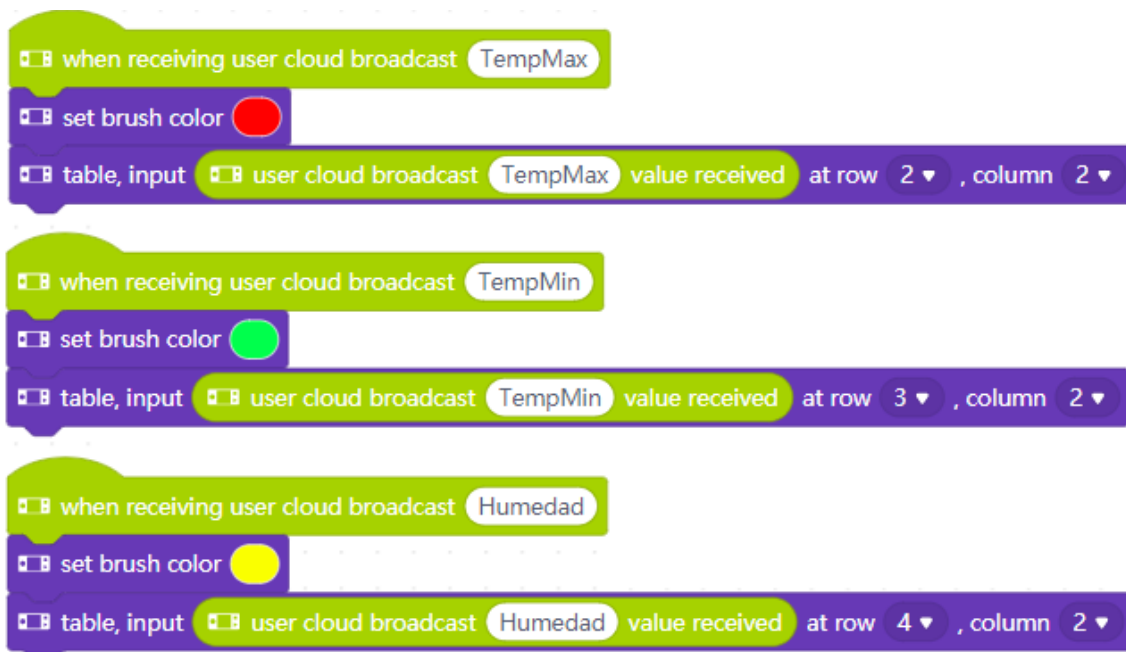 when receiving user cloud broadcast TempMax
set brush color
table, input user cloud broadcast TempMax value received at row 2 , column 2
when receiving user cloud broadcast TempMin
set brush color
table, input user cloud broadcast TempMin value received at row 3 , column 2
when receiving user cloud broadcast Humedad
set brush color
table, input user cloud broadcast Humedad value received at row 4 , column 2